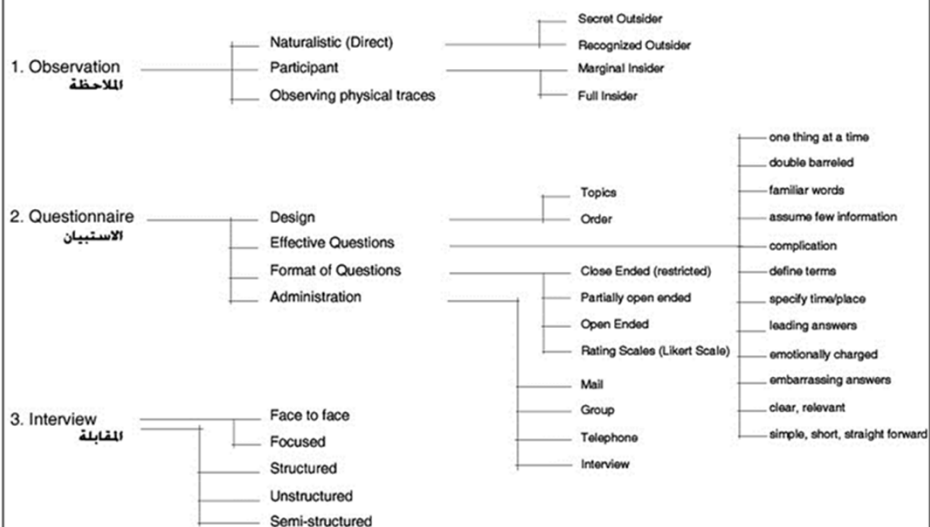 1. Observation
الملاحظة
Naturalistic (Direct)
Participant
Observing physical traces
Secret Outsider
Recognized Outsider
Marginal Insider
Full Insider
2. Questionnaire
الاستبيان
Design
Effective Questions
Format of Questions
Administration
Topics
Order
one thing at a time
double barreled
familiar words
assume few information
complication
define terms
specify time/place
leading answers
emotionally charged
embarrassing answers
clear, relevant
simple, short, straight forward
Close Ended (restricted)
Partially open ended
Open Ended
Rating Scales (Likert Scale)
Mail
Group
Telephone
Interview
3. Interview
المقابلة
Face to face
Focused
Structured
Unstructured
Semi-structured